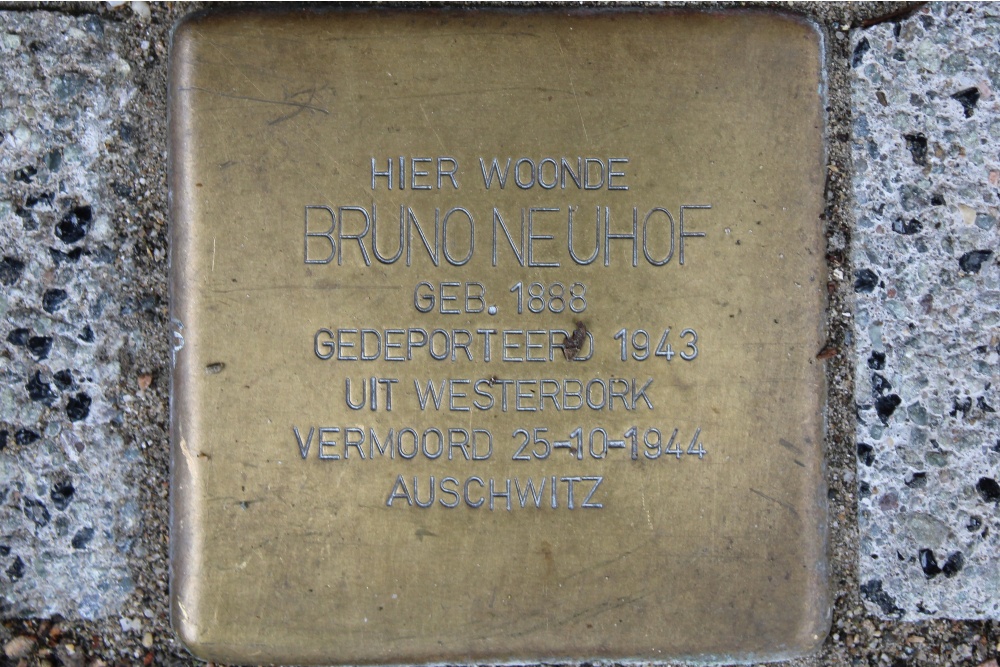 HIER WOONDE
BRUNO NEUHOF
GEB. 1888
GEDEPORTEERD 1943
UIT WESTERBORK
VERMOORD 25-10-1944
AUSCHWITZ